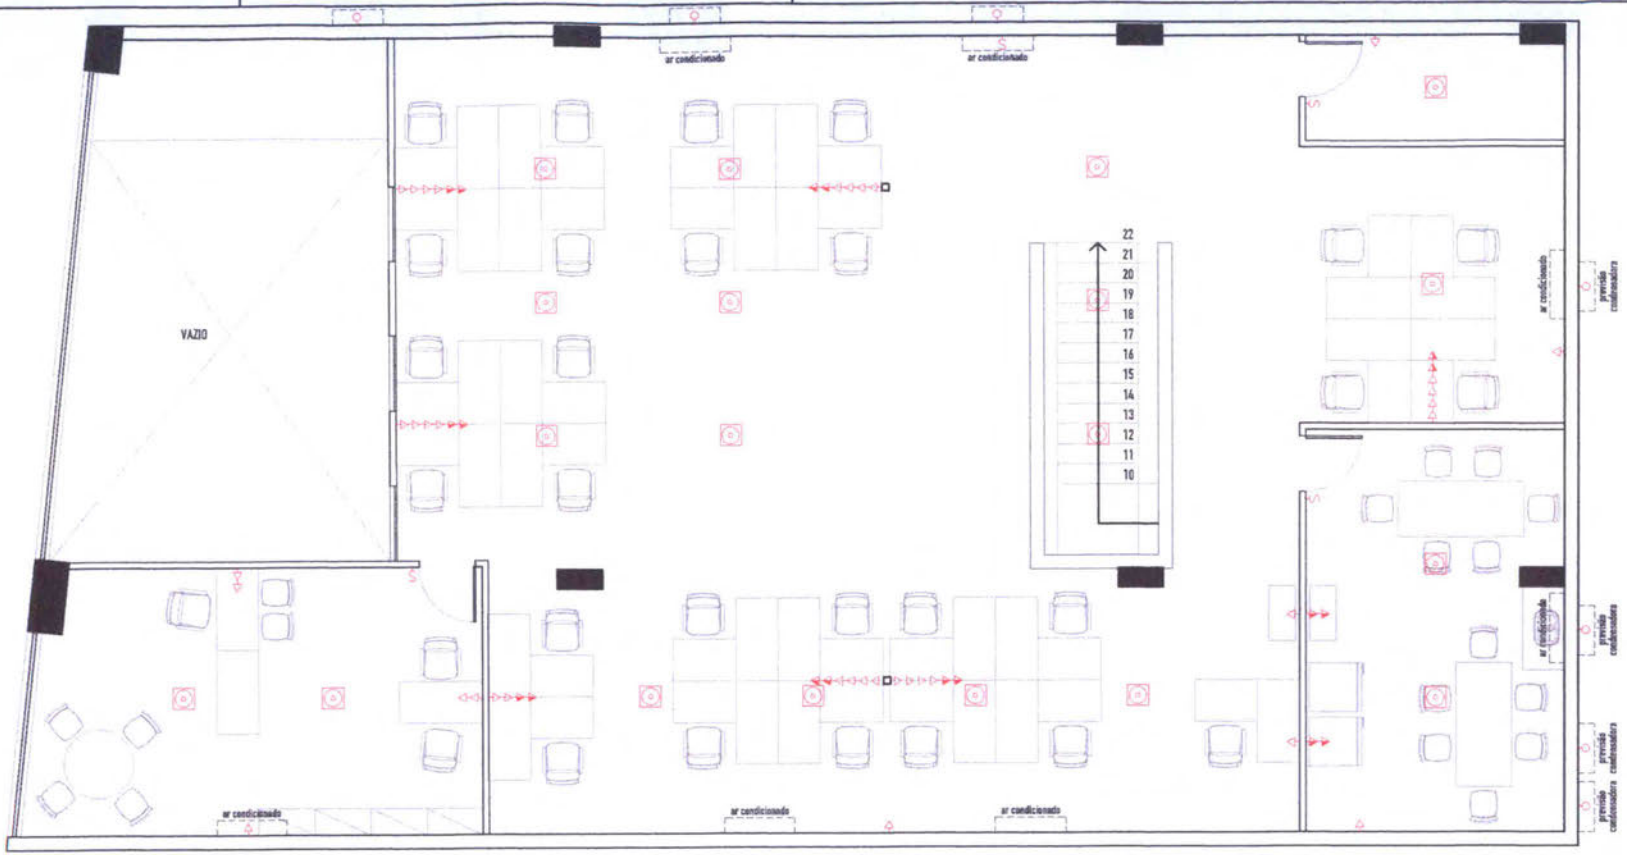 ar condicionado
ar condicionado
22
21
20
19
18
17
16
15
14
13
12
11
10
VAZIO
ar condicionado
previsão
condensadora
ar condicionado
previsão
condensadora
previsão
condensadora
previsão
condensadora
ar condicionado
ar condicionado
ar condicionado
S
S
S
S